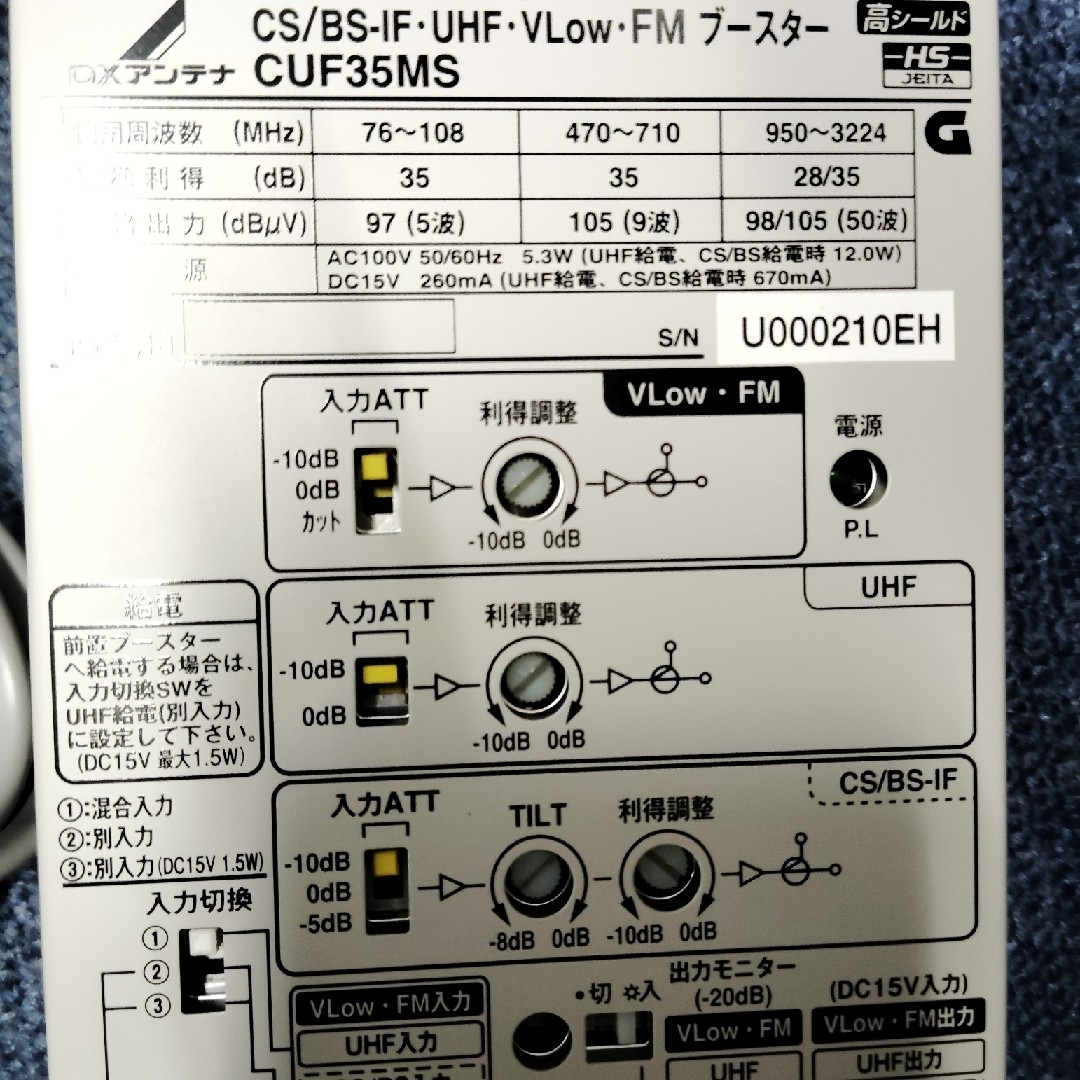 CS/BS-IF・UHF・VLow・FM ブースター
高シールド
DXアンテナ CUF35MS
HS
JEITA
周波数 (MHz) 76～108 470～710 950～3224
G
利得 (dB) 35 35 28/35
出力 (dBμV) 97 (5波) 105 (9波) 98/105 (50波)
源 AC100V 50/60Hz 5.3W (UHF給電、CS/BS給電時 12.0W)
DC15V 260mA (UHF給電、CS/BS給電時 670mA)
S/N U000210EH
VLow・FM
入力ATT
利得調整
-10dB
0dB
カット
-10dB 0dB
電源
P.L
UHF
入力ATT
利得調整
-10dB
0dB
-10dB 0dB
給電
前置ブースター
へ給電する場合は、
入力切換SWを
UHF給電(別入力)
に設定して下さい。
(DC15V 最大1.5W)
CS/BS-IF
入力ATT
TILT
利得調整
-10dB
0dB
-5dB
-8dB 0dB
-10dB 0dB
①:混合入力
②:別入力
③:別入力(DC15V 1.5W)
入力切換
①
②
③
VLow・FM入力
UHF入力
切 入
出力モニター
(-20dB)
VLow・FM
UHF
(DC15V入力)
VLow・FM出力
UHF出力